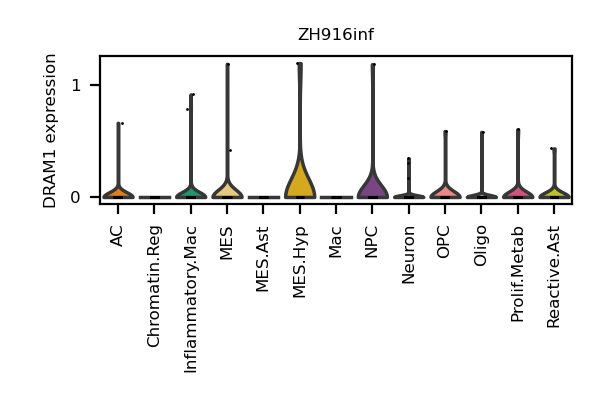 ZH916inf
DRAM1 expression
1
0
AC
Chromatin.Reg
Inflammatory.Mac
MES
MES.Ast
MES.Hyp
Mac
NPC
Neuron
OPC
Oligo
Prolif.Metab
Reactive.Ast